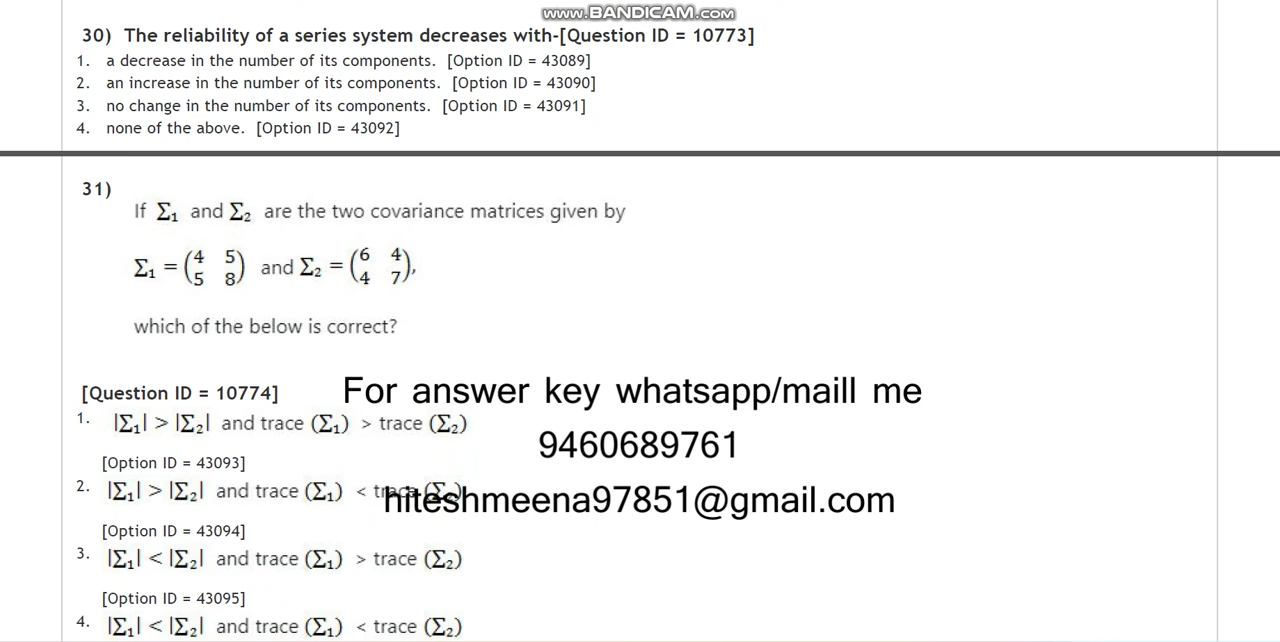 www.BANDICAM.com
30) The reliability of a series system decreases with-[Question ID = 10773]
1. a decrease in the number of its components. [Option ID = 43089]
2. an increase in the number of its components. [Option ID = 43090]
3. no change in the number of its components. [Option ID = 43091]
4. none of the above. [Option ID = 43092]
31)
If Σ₁ and Σ₂ are the two covariance matrices given by
Σ₁ = (4 5
5 8) and Σ₂ = (6 4
4 7),
which of the below is correct?
[Question ID = 10774]
For answer key whatsapp/maill me
9460689761
hiteshmeena97851@gmail.com
1. |Σ₁| > |Σ₂| and trace (Σ₁) > trace (Σ₂)
[Option ID = 43093]
2. |Σ₁| > |Σ₂| and trace (Σ₁) < trace (Σ₂)
[Option ID = 43094]
3. |Σ₁| < |Σ₂| and trace (Σ₁) > trace (Σ₂)
[Option ID = 43095]
4. |Σ₁| < |Σ₂| and trace (Σ₁) < trace (Σ₂)